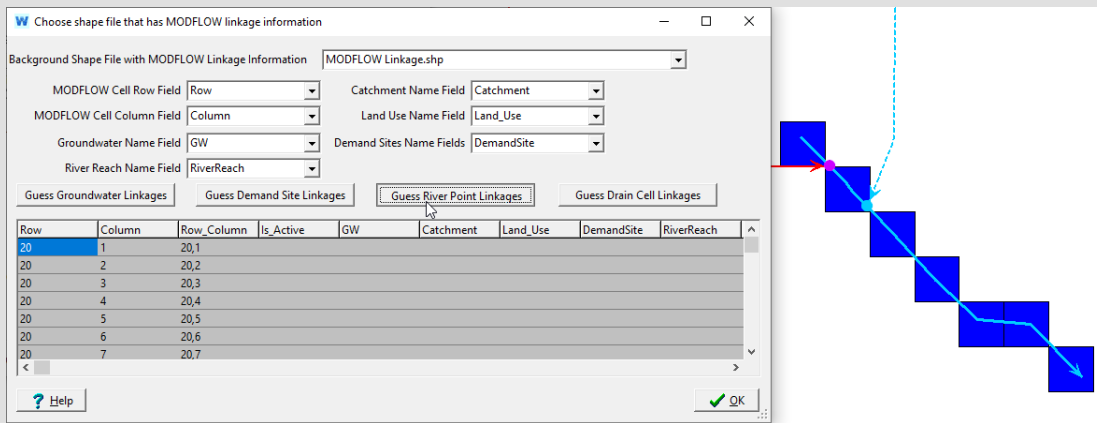 W Choose shape file that has MODFLOW linkage information
Background Shape File with MODFLOW Linkage Information MODFLOW Linkage.shp
MODFLOW Cell Row Field Row Catchment Name Field Catchment
MODFLOW Cell Column Field Column Land Use Name Field Land_Use
Groundwater Name Field GW Demand Sites Name Fields DemandSite
River Reach Name Field RiverReach
Guess Groundwater Linkages Guess Demand Site Linkages Guess River Point Linkages Guess Drain Cell Linkages
Row Column Row_Column Is_Active GW Catchment Land_Use DemandSite RiverReach
20 1 20,1
20 2 20,2
20 3 20,3
20 4 20,4
20 5 20,5
20 6 20,6
20 7 20,7
? Help OK